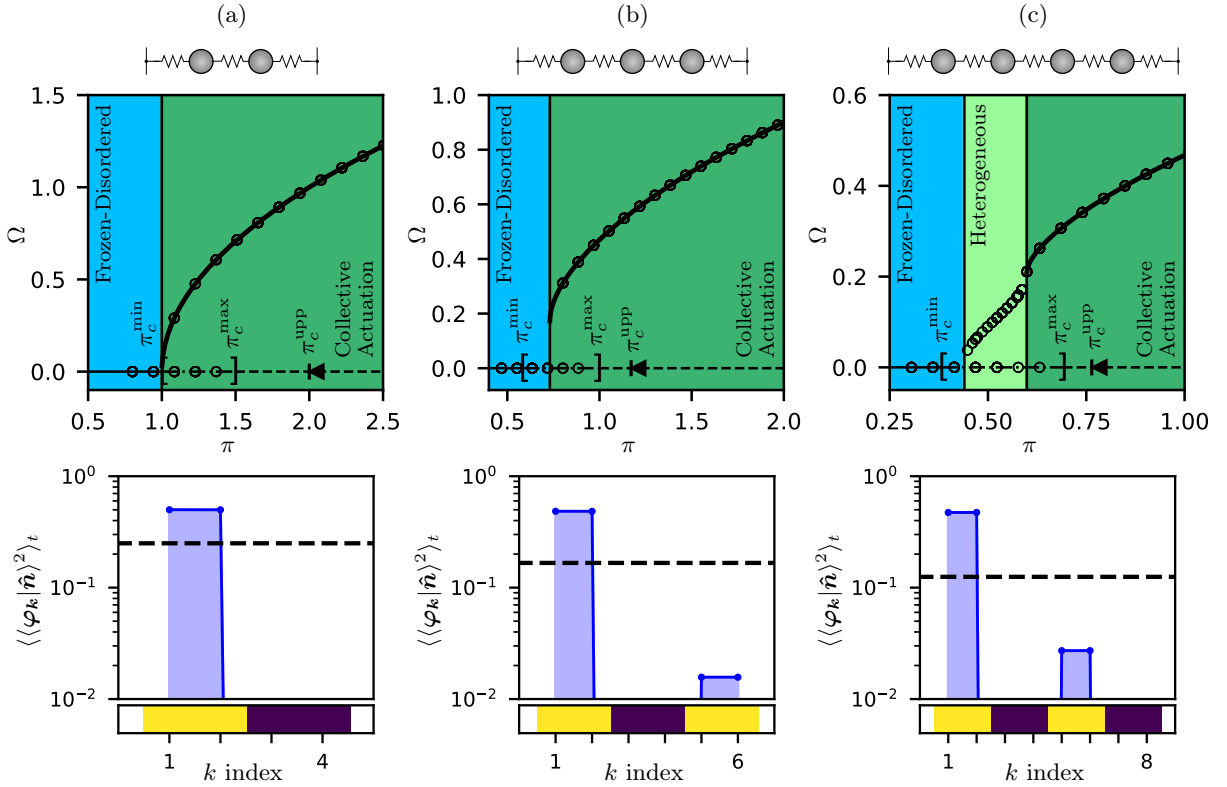 (a)
(b)
(c)
1.5
1.0
0.5
0.0
Ω
Frozen-Disordered
π_c^min
π_c^max
π_c^upp
Collective
Actuation
0.5
1.0
1.5
2.0
2.5
π
1.0
0.8
0.6
0.4
0.2
0.0
Ω
Frozen-Disordered
π_c^min
π_c^max
π_c^upp
Collective
Actuation
0.5
1.0
1.5
2.0
π
0.6
0.4
0.2
0.0
Ω
Frozen-Disordered
Heterogeneous
π_c^min
π_c^max
π_c^upp
Collective
Actuation
0.25
0.50
0.75
1.00
π
10^0
10^−1
10^−2
⟨⟨φ_k|n̂⟩²⟩_t
1
4
k index
10^0
10^−1
10^−2
⟨⟨φ_k|n̂⟩²⟩_t
1
6
k index
10^0
10^−1
10^−2
⟨⟨φ_k|n̂⟩²⟩_t
1
8
k index